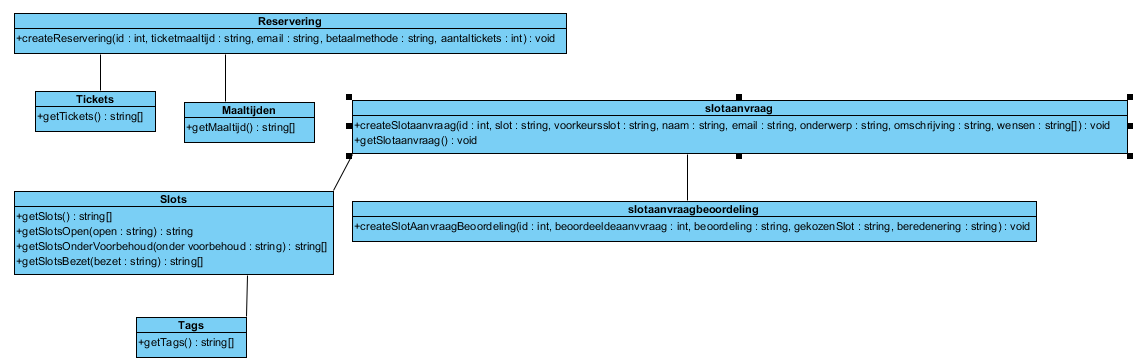 Reservering
+createReservering(id : int, ticketmaaltijd : string, email : string, betaalmethode : string, aantaltickets : int) : void
Tickets
+getTickets() : string[]
Maaltijden
+getMaaltijd() : string[]
slotaanvraag
+createSlotaanvraag(id : int, slot : string, voorkeursslot : string, naam : string, email : string, onderwerp : string, omschrijving : string, wensen : string[]) : void
+getSlotaanvraag() : void
Slots
+getSlots() : string[]
+getSlotsOpen(open : string) : string
+getSlotsOnderVoorbehoud(onder voorbehoud : string) : string[]
+getSlotsBezet(bezet : string) : string[]
slotaanvraagbeoordeling
+createSlotAanvraagBeoordeling(id : int, beoordeeldeaanvvraag : int, beoordeling : string, gekozenSlot : string, beredenering : string) : void
Tags
+getTags() : string[]